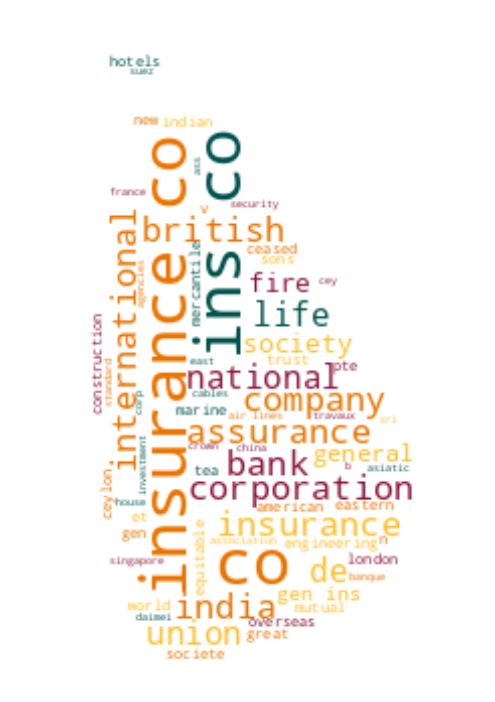 hotels
suez
new indian
insurance co
ins co
ass
france
security
v
british
international
mercantile
ceased
sons
agencies
fire
cey
life
construction
society
east
trust
pte
standard
national
cables
company
corp
marine
air lines
travaux
sri
assurance
crown
china
general
investment
bank
b
asiatic
tea
ceylon
corporation
house
american
eastern
et
insurance
gen
equitable
association
engineering
n
singapore
co
london
de
banque
gen ins
world
india
mutual
daimei
overseas
union
great
societe